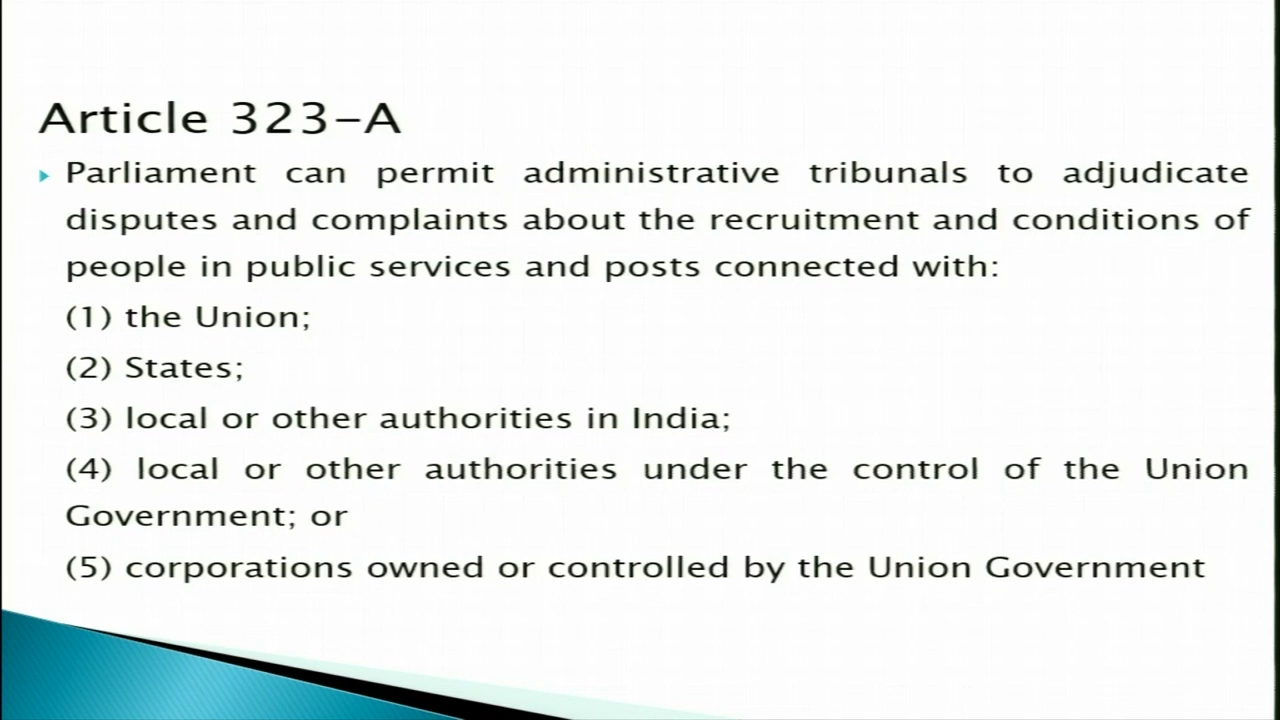 Article 323-A
Parliament can permit administrative tribunals to adjudicate
disputes and complaints about the recruitment and conditions of
people in public services and posts connected with:
(1) the Union;
(2) States;
(3) local or other authorities in India;
(4) local or other authorities under the control of the Union
Government; or
(5) corporations owned or controlled by the Union Government